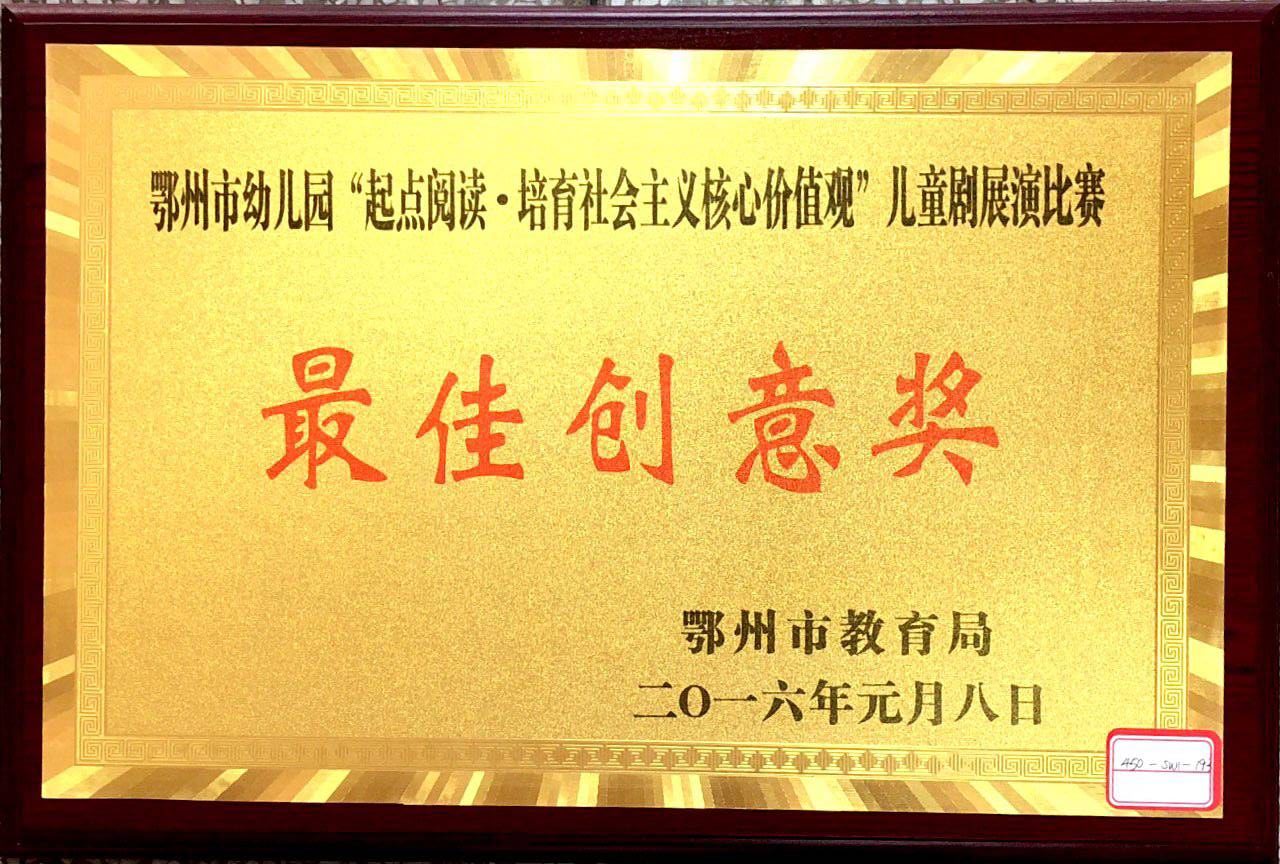 鄂州市幼儿园“起点阅读·培育社会主义核心价值观”儿童剧展演比赛
最佳创意奖
鄂州市教育局
二〇一六年元月八日